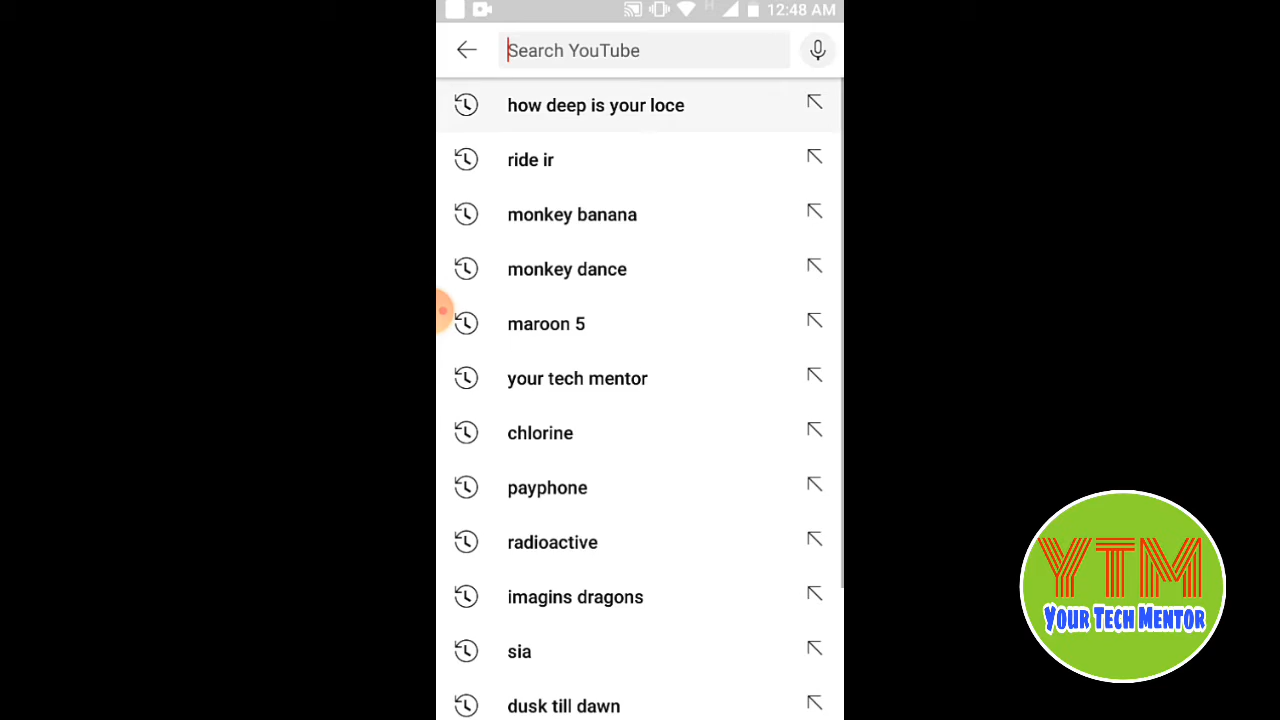 12:48 AM
Search YouTube
how deep is your loce
ride ir
monkey banana
monkey dance
maroon 5
your tech mentor
chlorine
payphone
radioactive
imagins dragons
sia
dusk till dawn
YTM
Your Tech Mentor